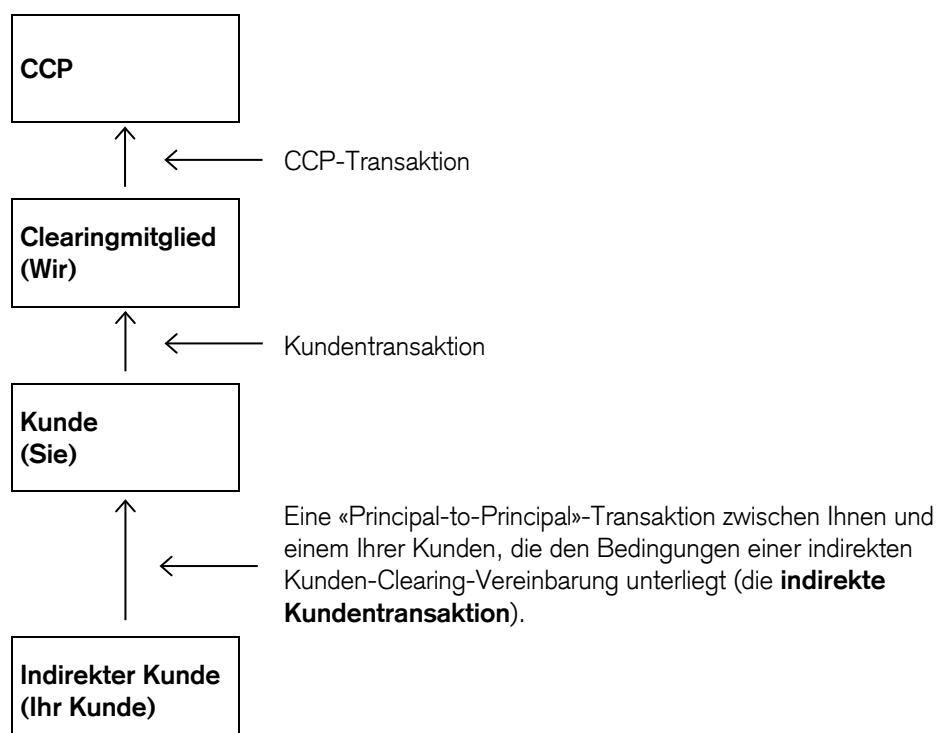 CCP
CCP-Transaktion
Clearingmitglied
(Wir)
Kundentransaktion
Kunde
(Sie)
Eine «Principal-to-Principal»-Transaktion zwischen Ihnen und
einem Ihrer Kunden, die den Bedingungen einer indirekten
Kunden-Clearing-Vereinbarung unterliegt (die indirekte
Kundentransaktion).
Indirekter Kunde
(Ihr Kunde)